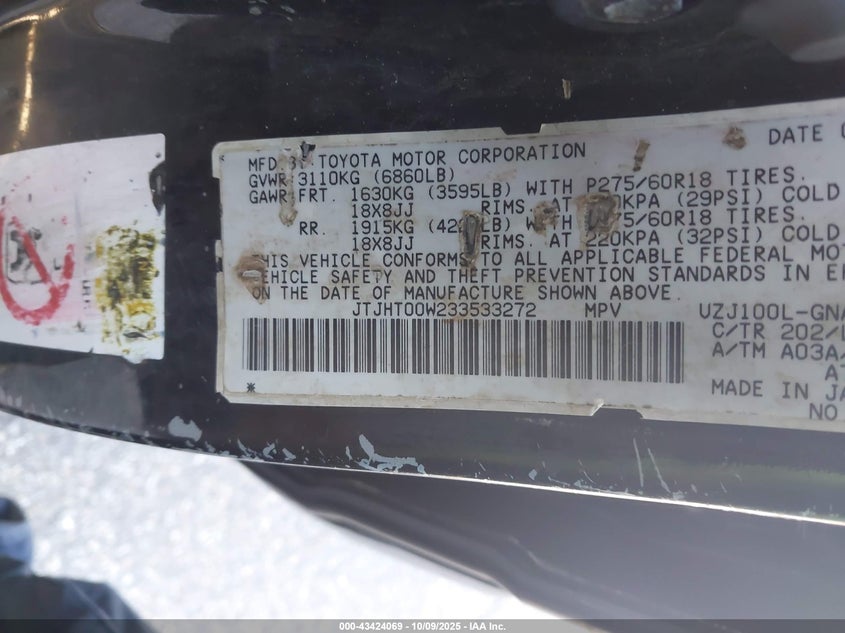 DATE O
MFD BY TOYOTA MOTOR CORPORATION
GVWR 3110KG (6860LB)
GAWR FRT. 1630KG (3595LB) WITH P275/60R18 TIRES.
18X8JJ RIMS. AT KPA (29PSI) COLD
RR. 1915KG WITH 75/60R18 TIRES.
18X8JJ RIMS. AT 220KPA (32PSI) COLD
THIS VEHICLE CONFORMS TO ALL APPLICABLE FEDERAL MOT
VEHICLE SAFETY AND THEFT PREVENTION STANDARDS IN EF
ON THE DATE OF MANUFACTURE SHOWN ABOVE.
JTJHT00W233533272 MPV UZJ100L-GNA
C/TR 202/L
A/TM A03A/
AT
MADE IN JA
NO
000-43424069 - 10/09/2025 - IAA Inc.